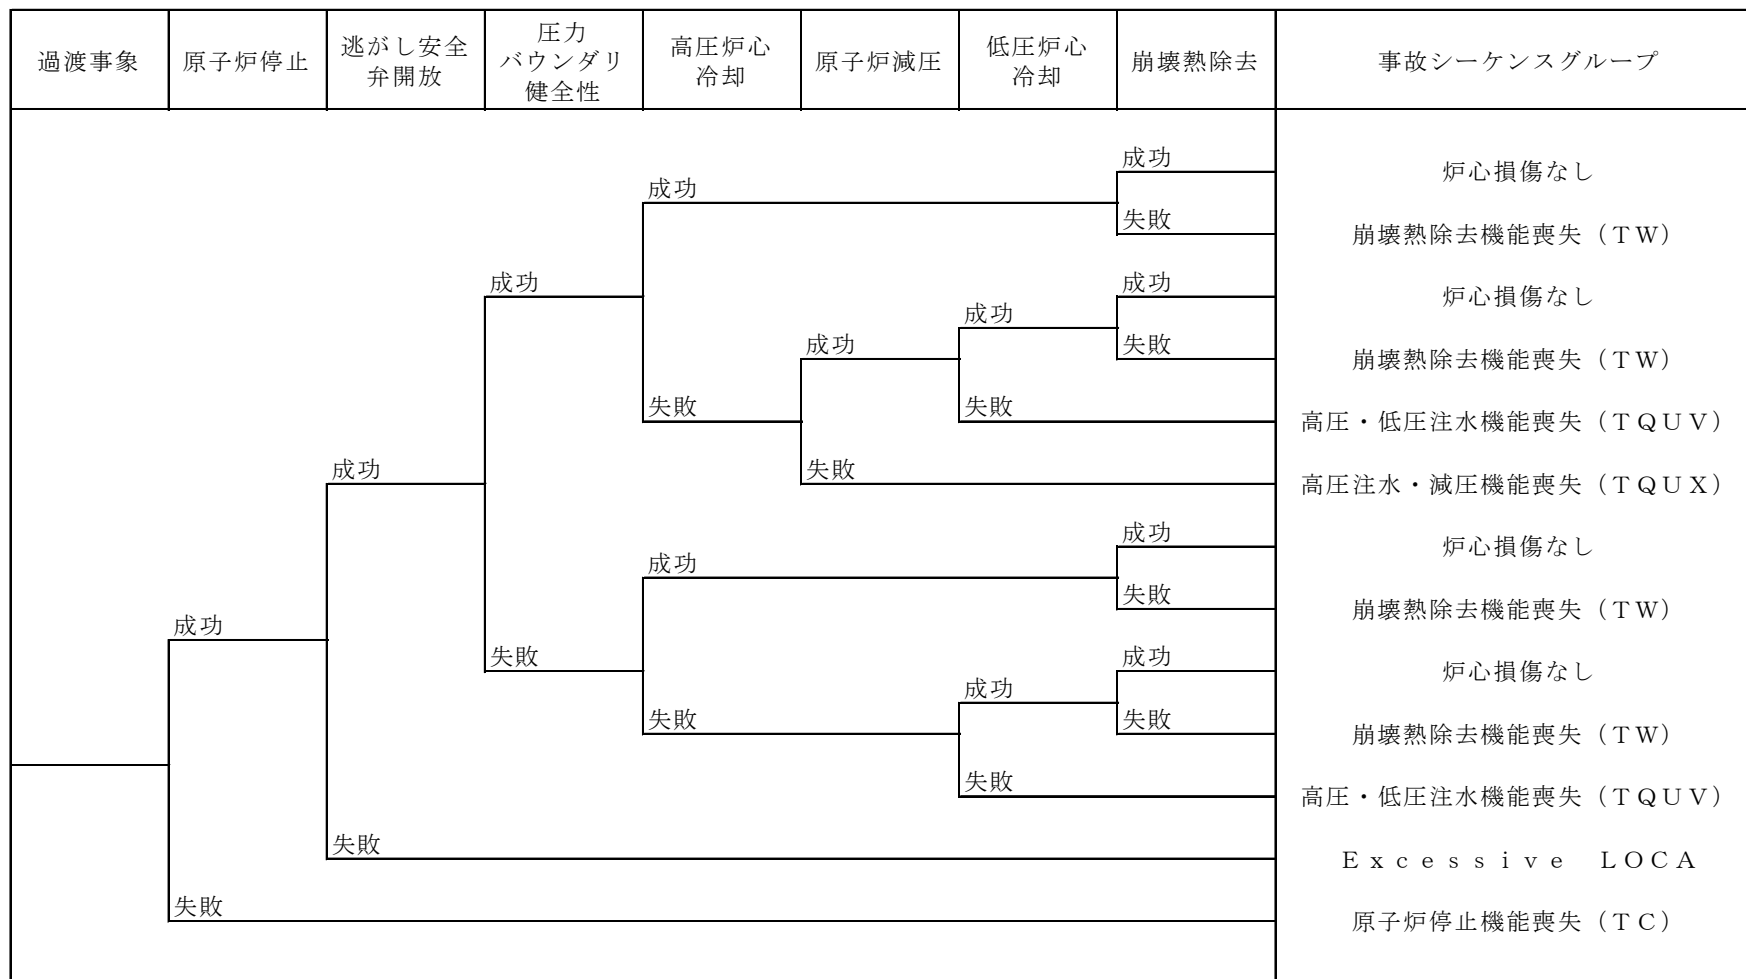 過渡事象
原子炉停止
逃がし安全
弁開放
圧力
バウンダリ
健全性
高圧炉心
冷却
原子炉減圧
低圧炉心
冷却
崩壊熱除去
事故シーケンスグループ
成功
炉心損傷なし
成功
失敗
崩壊熱除去機能喪失（ＴＷ）
成功
成功
炉心損傷なし
成功
成功
失敗
崩壊熱除去機能喪失（ＴＷ）
失敗
失敗
高圧・低圧注水機能喪失（ＴＱＵＶ）
成功
失敗
高圧注水・減圧機能喪失（ＴＱＵＸ）
成功
炉心損傷なし
成功
失敗
崩壊熱除去機能喪失（ＴＷ）
成功
失敗
成功
炉心損傷なし
成功
失敗
失敗
崩壊熱除去機能喪失（ＴＷ）
失敗
高圧・低圧注水機能喪失（ＴＱＵＶ）
失敗
Ｅｘｃｅｓｓｉｖｅ　ＬＯＣＡ
失敗
原子炉停止機能喪失（ＴＣ）